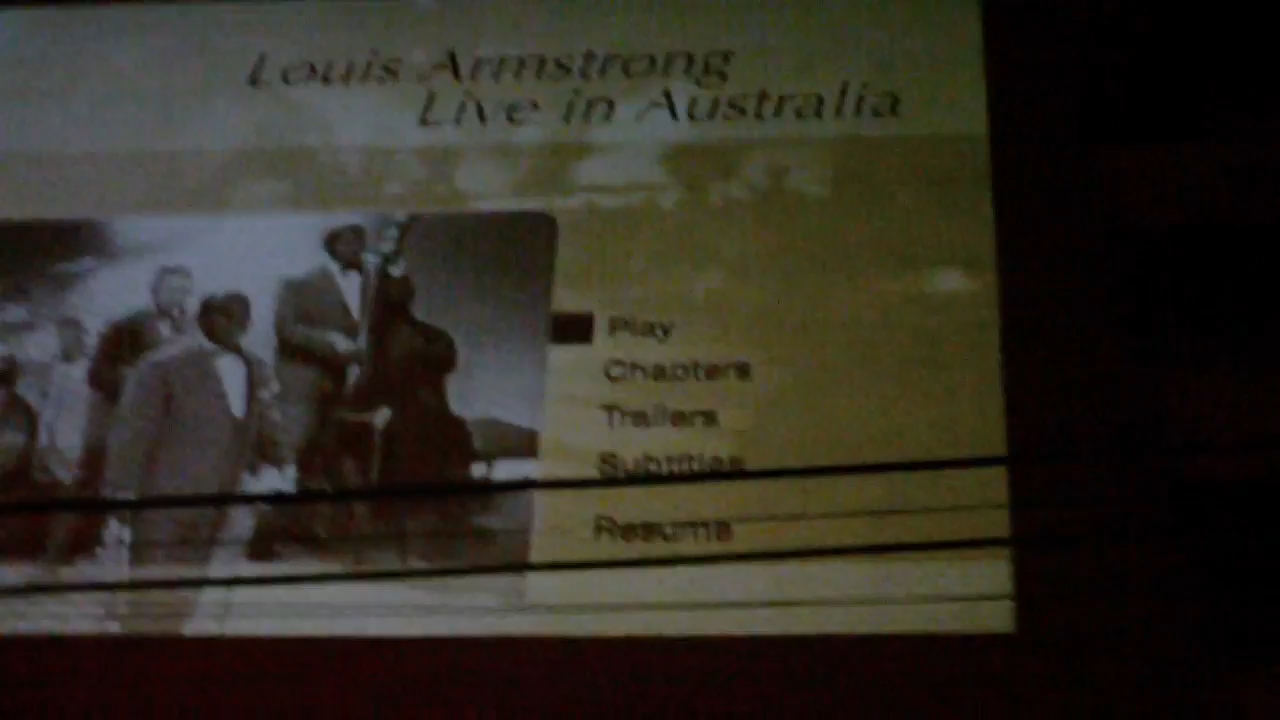 Louis Armstrong
Live in Australia
Play
Chapters
Trailers
Subtitles
Resume